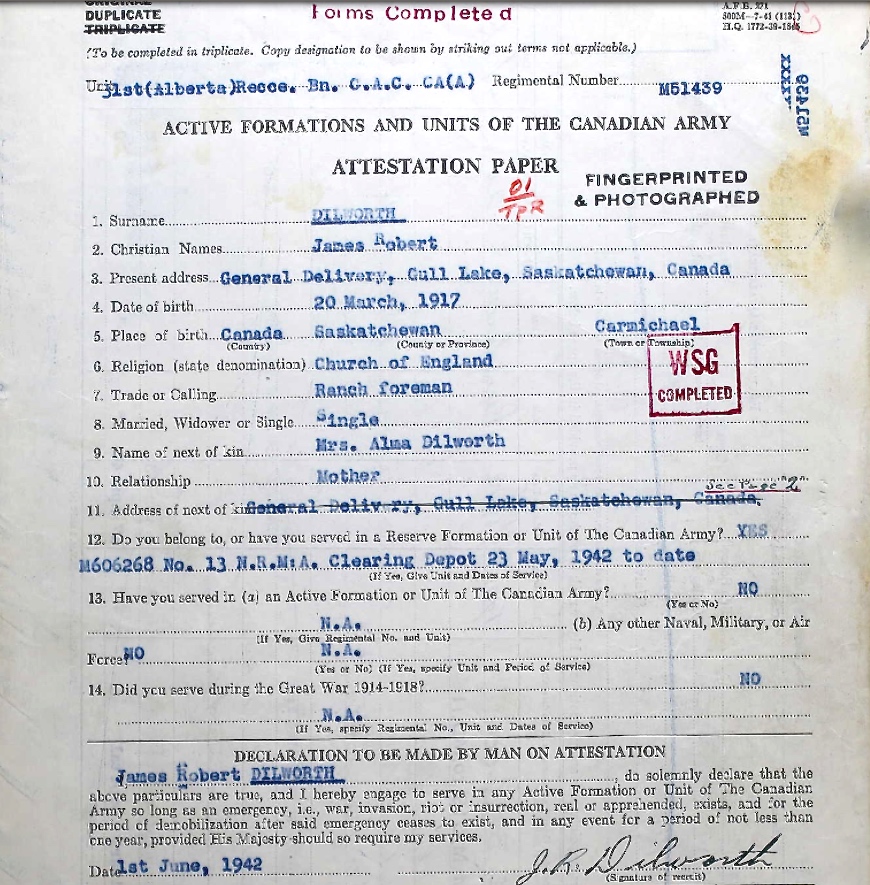 ORIGINAL
DUPLICATE
TRIPLICATE
Forms Completed
A.F.B. 271
H.Q. 1772-39-1845
(To be completed in triplicate. Copy designation to be shown by striking out terms not applicable.)
Unit 31st(Alberta)Recce. Bn. C.A.C. CA(A) Regimental Number M51439
M51439
XXXXX
ACTIVE FORMATIONS AND UNITS OF THE CANADIAN ARMY
ATTESTATION PAPER
01
TPR
FINGERPRINTED
& PHOTOGRAPHED
1. Surname DILWORTH
2. Christian Names James Robert
3. Present address General Delivery, Gull Lake, Saskatchewan, Canada
4. Date of birth 20 March, 1917
5. Place of birth Canada Saskatchewan Carmichael
(Country) (County or Province) (Town or Township)
6. Religion (state denomination) Church of England
WSG
COMPLETED
7. Trade or Calling Ranch foreman
8. Married, Widower or Single Single
9. Name of next of kin Mrs. Alma Dilworth
10. Relationship Mother
See Page "2"
11. Address of next of kin General Delivery, Gull Lake, Saskatchewan, Canada.
12. Do you belong to, or have you served in a Reserve Formation or Unit of The Canadian Army? YES
M606268 No. 13 N.R.M.A. Clearing Depot 23 May, 1942 to date
(If Yes, Give Unit and Dates of Service)
13. Have you served in (a) an Active Formation or Unit of The Canadian Army? NO
(Yes or No)
N.A. (b) Any other Naval, Military, or Air
(If Yes, Give Regimental No. and Unit)
Force? NO N.A.
(Yes or No) (If Yes, specify Unit and Period of Service)
14. Did you serve during the Great War 1914-1918? NO
N.A.
(If Yes, specify Regimental No., Unit and Dates of Service)
DECLARATION TO BE MADE BY MAN ON ATTESTATION
James Robert DILWORTH, do solemnly declare that the
above particulars are true, and I hereby engage to serve in any Active Formation or Unit of The Canadian
Army so long as an emergency, i.e., war, invasion, riot or insurrection, real or apprehended, exists, and for the
period of demobilization after said emergency ceases to exist, and in any event for a period of not less than
one year, provided His Majesty should so require my services.
Date 1st June, 1942 J.R. Dilworth
(Signature of recruit)